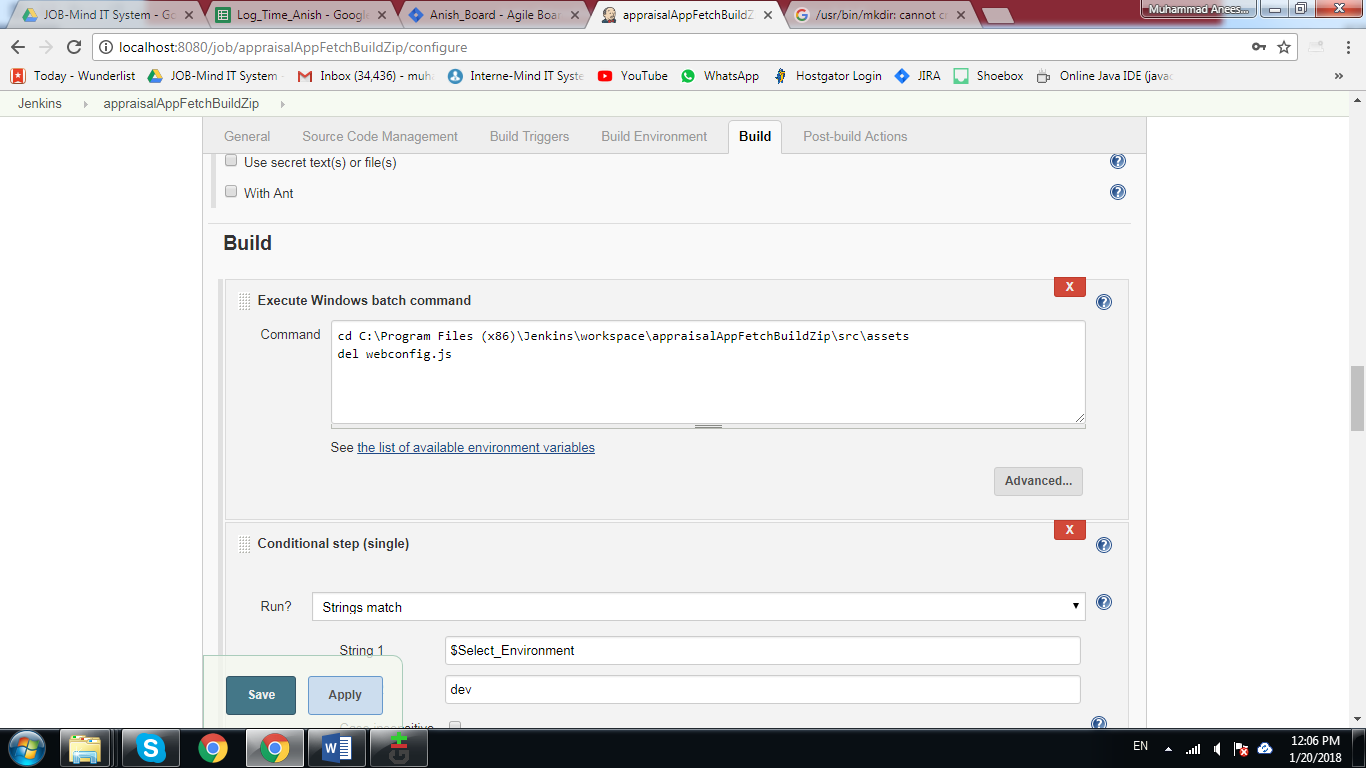 JOB-Mind IT System - Go
Log_Time_Anish - Google
Anish_Board - Agile Boar
appraisalAppFetchBuildZ
/usr/bin/mkdir: cannot c
Muhammad Anees...
localhost:8080/job/appraisalAppFetchBuildZip/configure
Today - Wunderlist
JOB-Mind IT System -
Inbox (34,436) - muh
Interne-Mind IT Syste
YouTube
WhatsApp
Hostgator Login
JIRA
Shoebox
Online Java IDE (javac
»
Jenkins
appraisalAppFetchBuildZip
General
Source Code Management
Build Triggers
Build Environment
Build
Post-build Actions
Use secret text(s) or file(s)
With Ant
Build
X
Execute Windows batch command
Command
cd C:\Program Files (x86)\Jenkins\workspace\appraisalAppFetchBuildZip\src\assets
del webconfig.js
See the list of available environment variables
Advanced...
X
Conditional step (single)
Run?
Strings match
String 1
$Select_Environment
dev
Save
Apply
EN
12:06 PM
1/20/2018